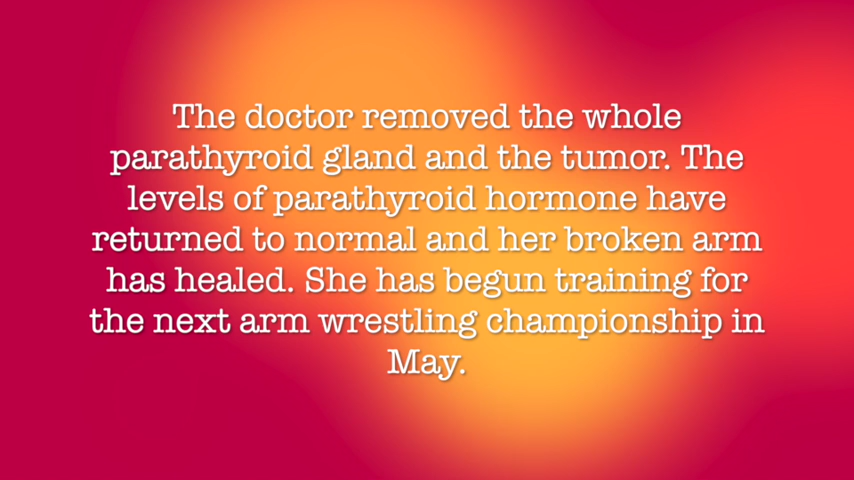 The doctor removed the whole
parathyroid gland and the tumor. The
levels of parathyroid hormone have
returned to normal and her broken arm
has healed. She has begun training for
the next arm wrestling championship in
May.